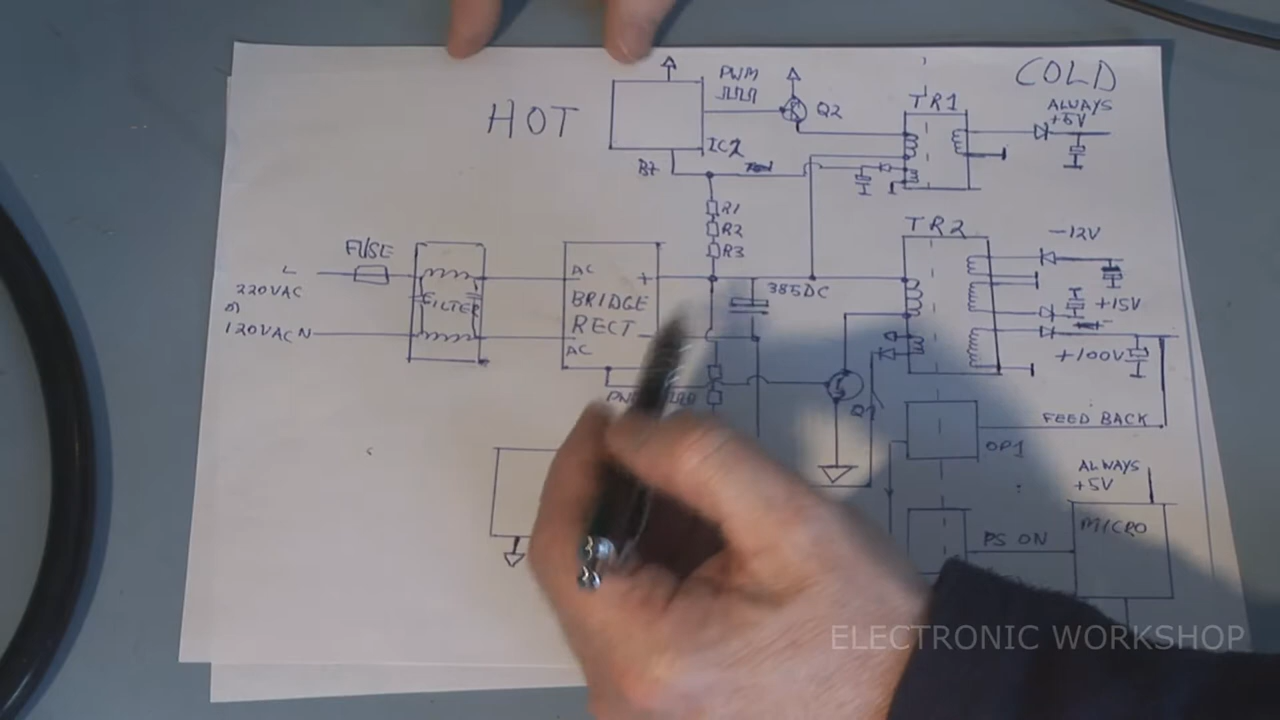 HOT
COLD
PWM
Q2
IC2
B+
TR1
ALWAYS
+5V
R1
R2
R3
FUSE
L
220VAC
120VAC N
FILTER
AC
+
BRIDGE
RECT
AC
385DC
TR2
-12V
+15V
+100V
Q1
FEED BACK
OP1
ALWAYS
+5V
MICRO
PS ON
ELECTRONIC WORKSHOP